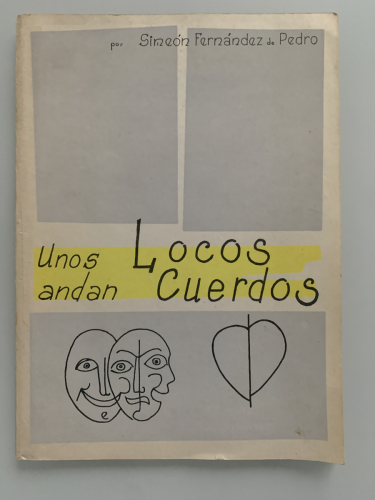 por Simeón Fernández de Pedro
Unos Locos
andan Cuerdos